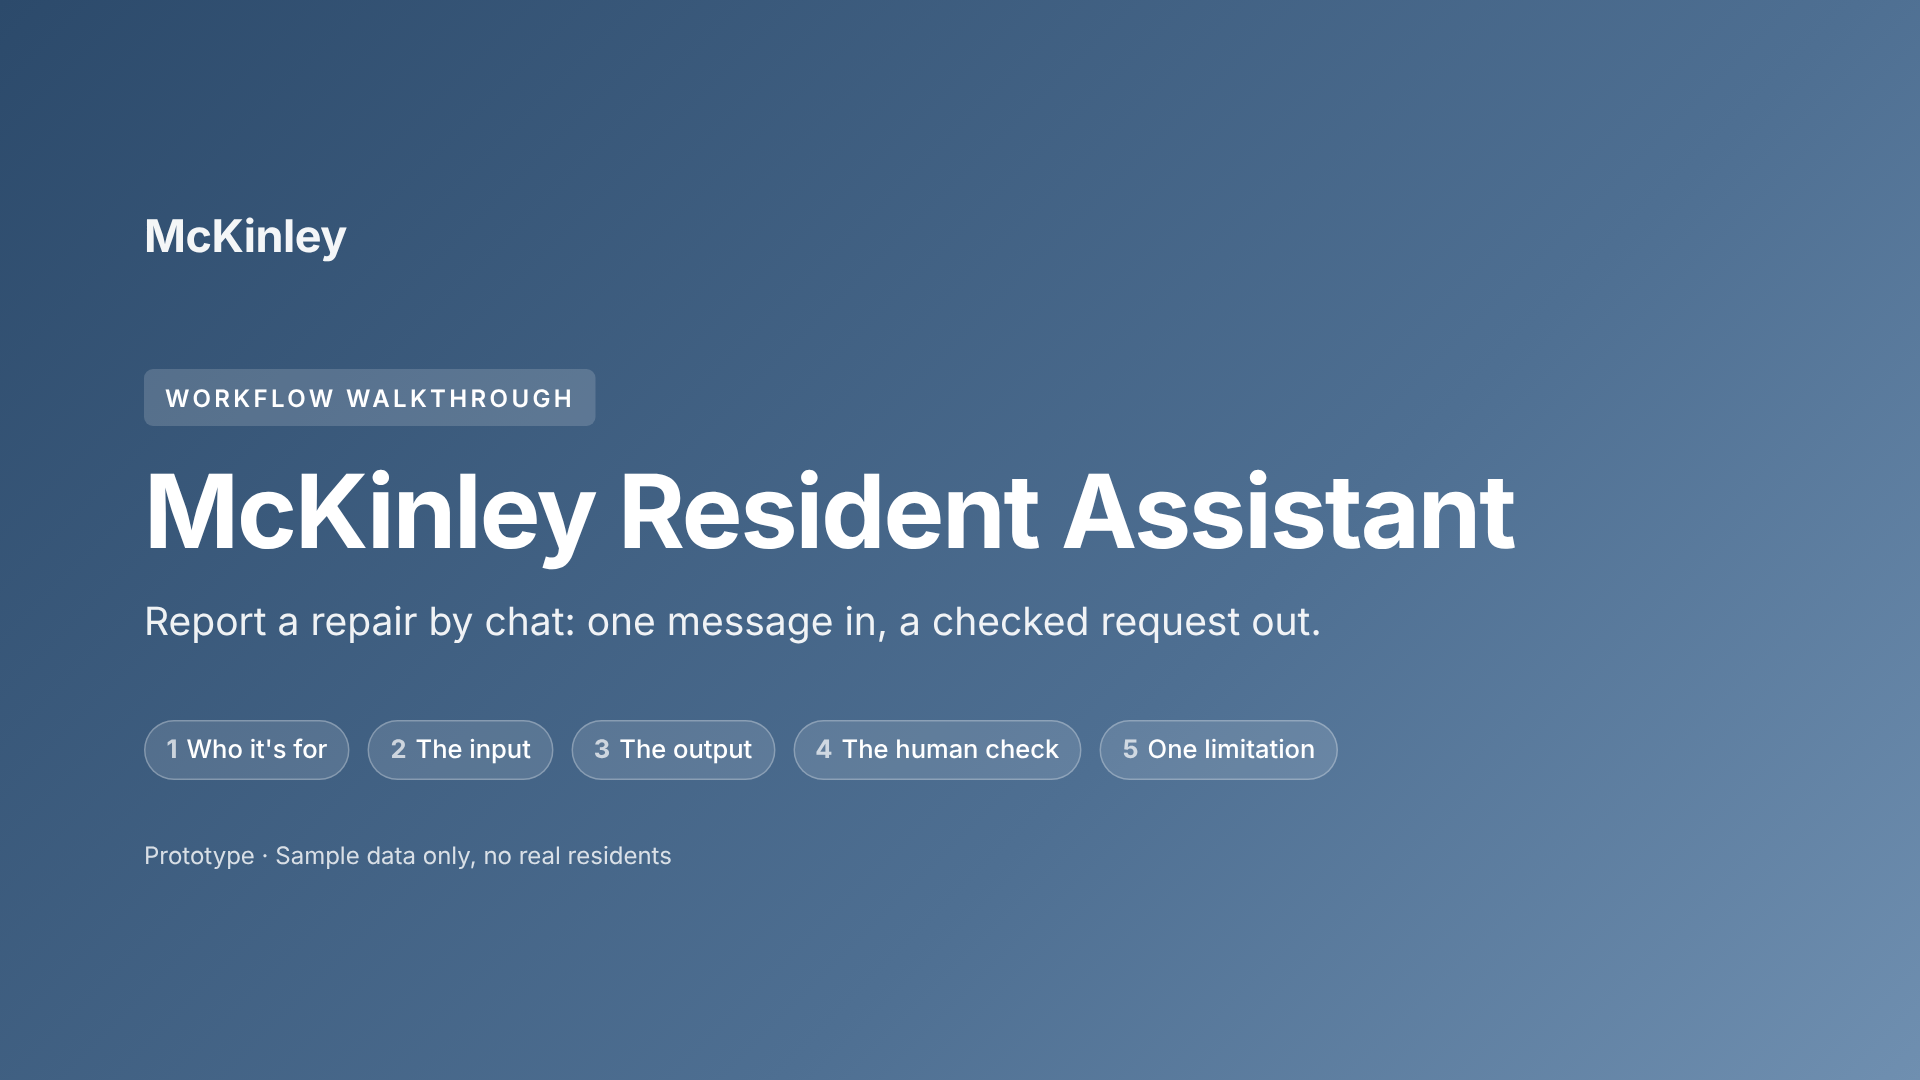 McKinley
WORKFLOW WALKTHROUGH
McKinley Resident Assistant
Report a repair by chat: one message in, a checked request out.
1 Who it's for 2 The input 3 The output 4 The human check 5 One limitation
Prototype · Sample data only, no real residents